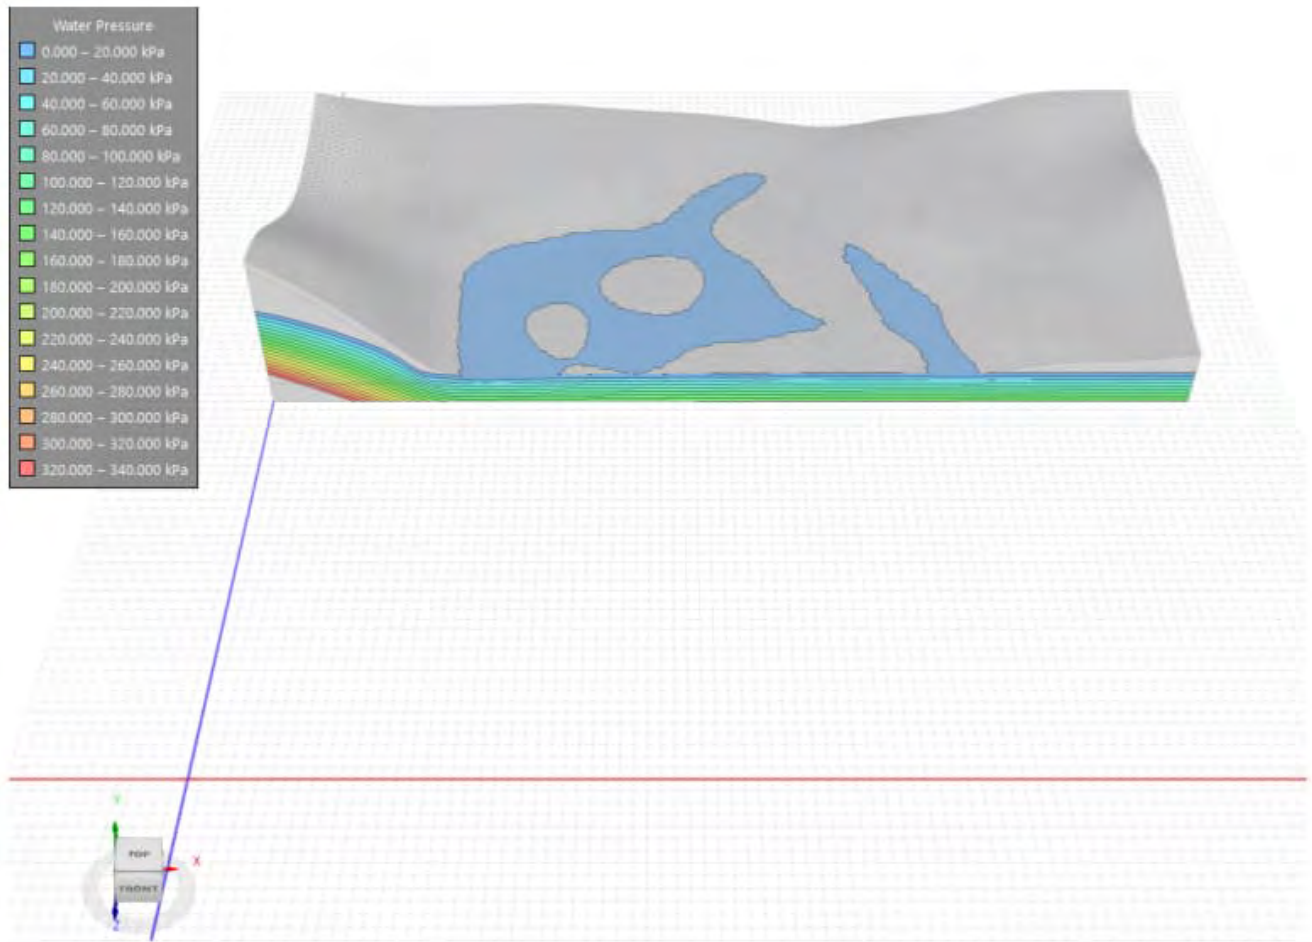 Water Pressure
0.000 – 20.000 kPa
20.000 – 40.000 kPa
40.000 – 60.000 kPa
60.000 – 80.000 kPa
80.000 – 100.000 kPa
100.000 – 120.000 kPa
120.000 – 140.000 kPa
140.000 – 160.000 kPa
160.000 – 180.000 kPa
180.000 – 200.000 kPa
200.000 – 220.000 kPa
220.000 – 240.000 kPa
240.000 – 260.000 kPa
260.000 – 280.000 kPa
280.000 – 300.000 kPa
300.000 – 320.000 kPa
320.000 – 340.000 kPa
Y
TOP
X
FRONT
Z